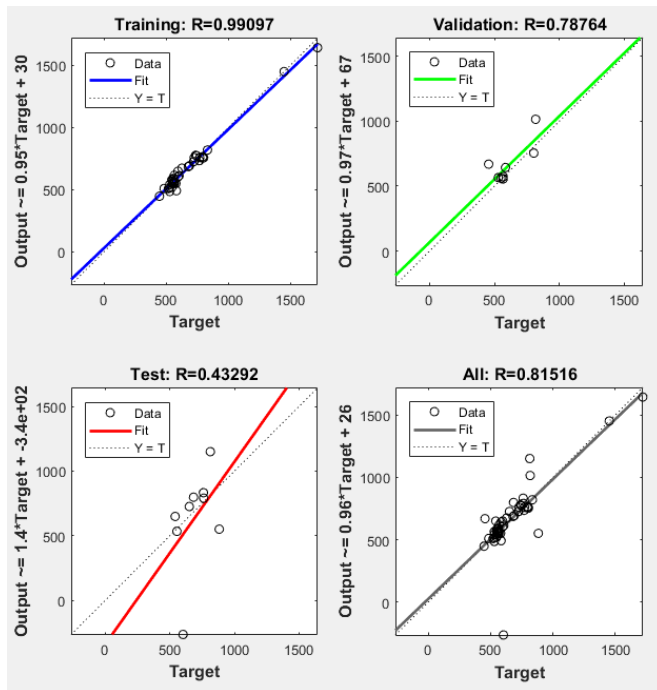 Training: R=0.99097
Output ~= 0.95*Target + 30
Data
Fit
Y = T
1500
1000
500
0
0 500 1000 1500
Target
Validation: R=0.78764
Output ~= 0.97*Target + 67
Data
Fit
Y = T
1500
1000
500
0
0 500 1000 1500
Target
Test: R=0.43292
Output ~= 1.4*Target + -3.4e+02
Data
Fit
Y = T
1500
1000
500
0
0 500 1000 1500
Target
All: R=0.81516
Output ~= 0.96*Target + 26
Data
Fit
Y = T
1500
1000
500
0
0 500 1000 1500
Target